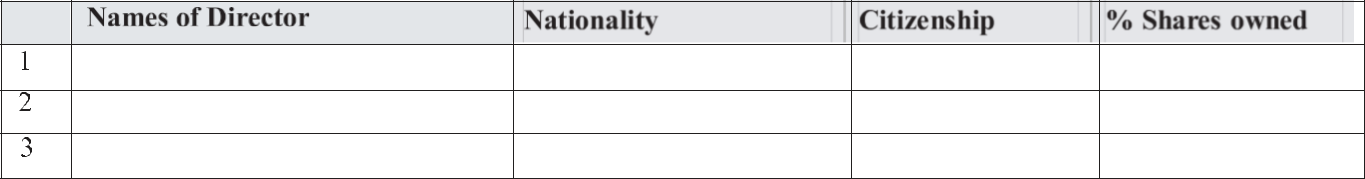 Names of Director Nationality Citizenship % Shares owned
1
2
3